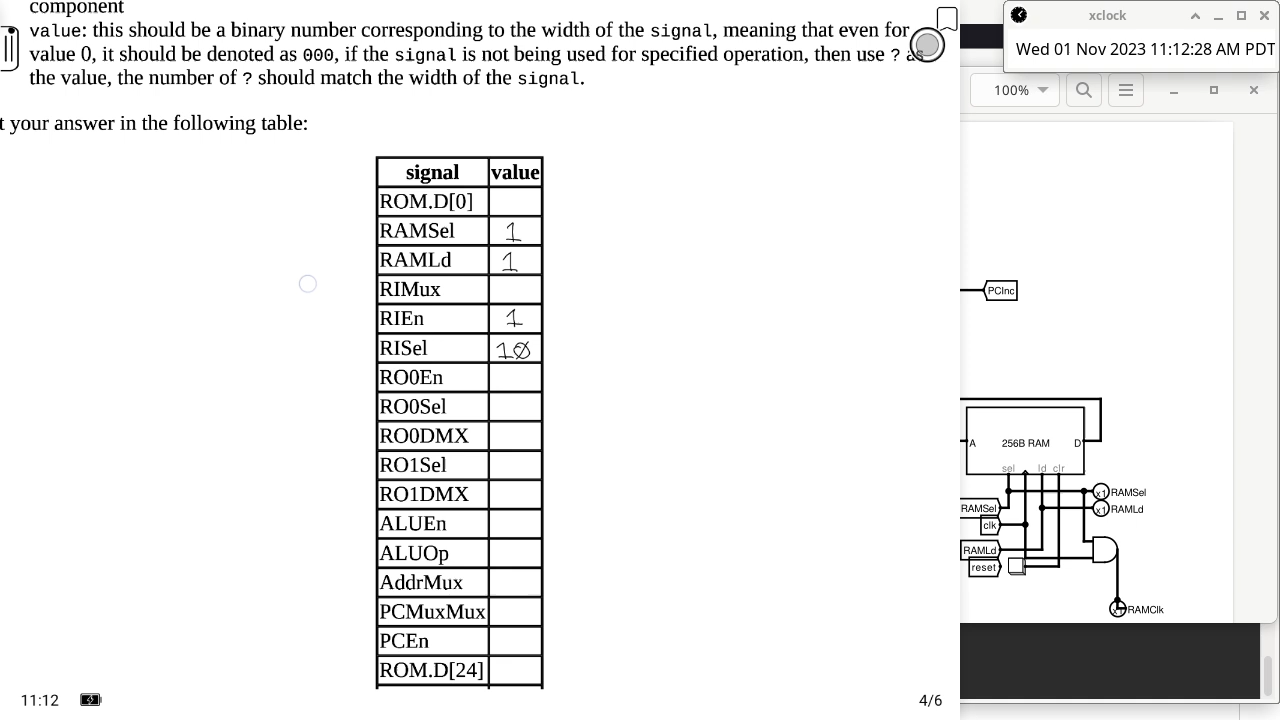 component
value: this should be a binary number corresponding to the width of the signal, meaning that even for
value 0, it should be denoted as 000, if the signal is not being used for specified operation, then use ? as
the value, the number of ? should match the width of the signal.
t your answer in the following table:
signal value
ROM.D[0]
RAMSel 1
RAMLd 1
RIMux
RIEn 1
RISel 10
RO0En
RO0Sel
RO0DMX
RO1Sel
RO1DMX
ALUEn
ALUOp
AddrMux
PCMuxMux
PCEn
ROM.D[24]
11:12
4/6
xclock
Wed 01 Nov 2023 11:12:28 AM PDT
100%
PCInc
A 256B RAM D
sel ld clr
x1 RAMSel
x1 RAMLd
RAMSel
clk
RAMLd
reset
RAMClk